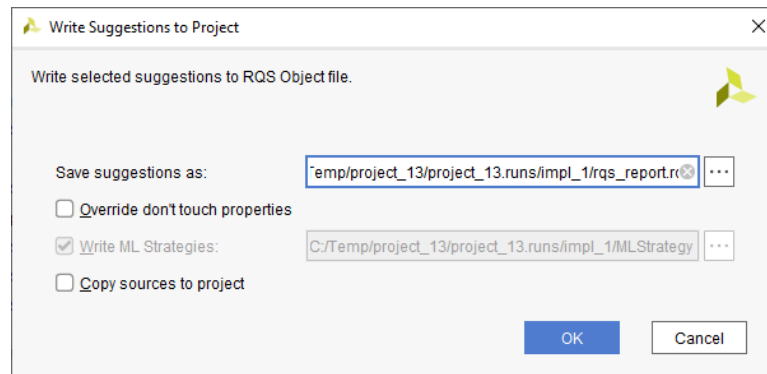 Write Suggestions to Project
Write selected suggestions to RQS Object file.
Save suggestions as: Temp/project_13/project_13.runs/impl_1/rqs_report.r ...
Override don't touch properties
Write ML Strategies: C:/Temp/project_13/project_13.runs/impl_1/MLStrategy ...
Copy sources to project
OK Cancel